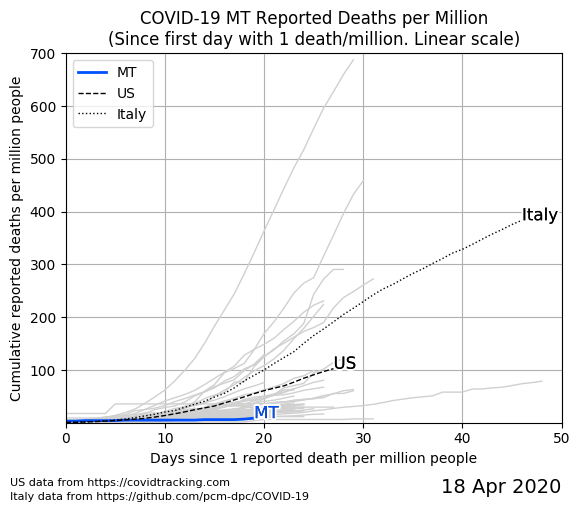 COVID-19 MT Reported Deaths per Million
(Since first day with 1 death/million. Linear scale)
Cumulative reported deaths per million people
700
600
500
400
300
200
100
MT
US
Italy
Italy
US
MT
0
10
20
30
40
50
Days since 1 reported death per million people
US data from https://covidtracking.com
Italy data from https://github.com/pcm-dpc/COVID-19
18 Apr 2020